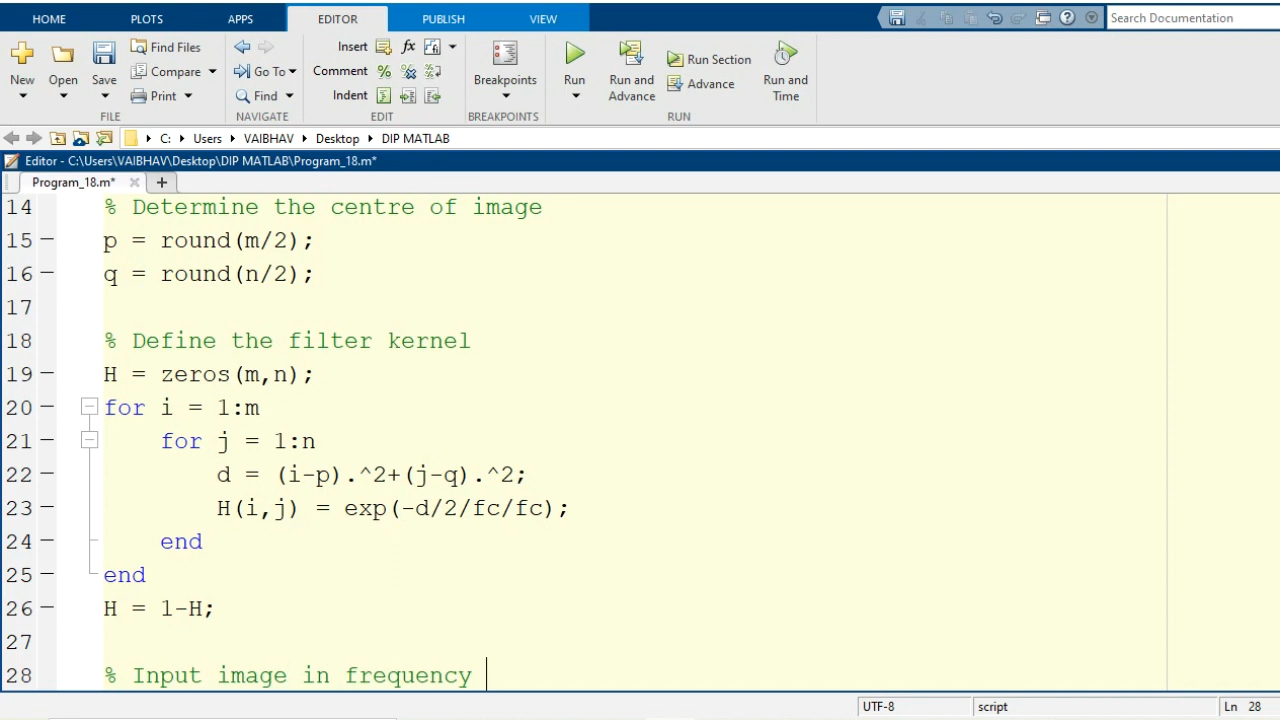 HOME PLOTS APPS EDITOR PUBLISH VIEW Search Documentation
New Open Save Find Files Compare Print Go To Find Insert fx Comment % Indent Breakpoints Run Run and Advance Run Section Advance Run and Time
FILE NAVIGATE EDIT BREAKPOINTS RUN
C: Users VAIBHAV Desktop DIP MATLAB
Editor - C:\Users\VAIBHAV\Desktop\DIP MATLAB\Program_18.m*
Program_18.m* × +
14 % Determine the centre of image
15 – p = round(m/2);
16 – q = round(n/2);
17
18 % Define the filter kernel
19 – H = zeros(m,n);
20 – for i = 1:m
21 – for j = 1:n
22 – d = (i-p).^2+(j-q).^2;
23 – H(i,j) = exp(-d/2/fc/fc);
24 – end
25 – end
26 – H = 1-H;
27
28 % Input image in frequency
UTF-8 script Ln 28